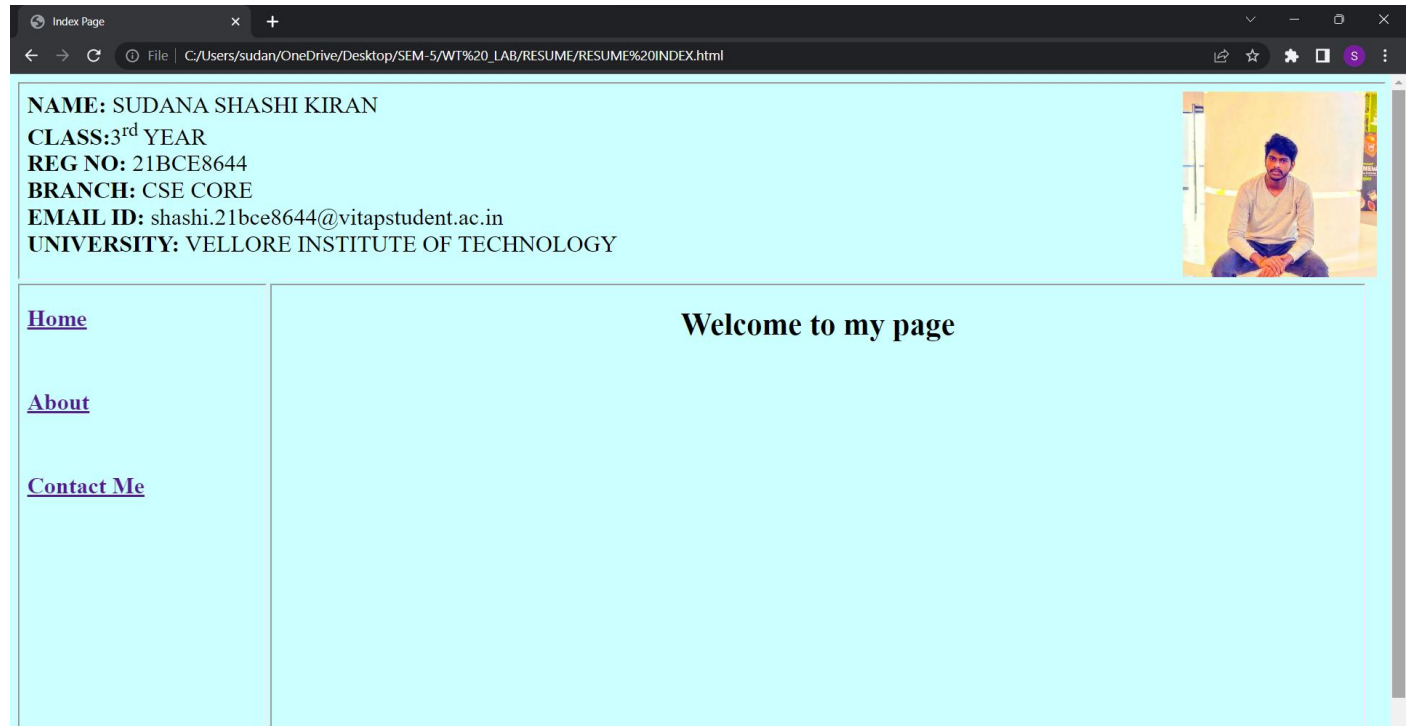 Index Page
File | C:/Users/sudan/OneDrive/Desktop/SEM-5/WT%20_LAB/RESUME/RESUME%20INDEX.html
S
NAME: SUDANA SHASHI KIRAN
CLASS:3rd YEAR
REG NO: 21BCE8644
BRANCH: CSE CORE
EMAIL ID: shashi.21bce8644@vitapstudent.ac.in
UNIVERSITY: VELLORE INSTITUTE OF TECHNOLOGY
Home
Welcome to my page
About
Contact Me